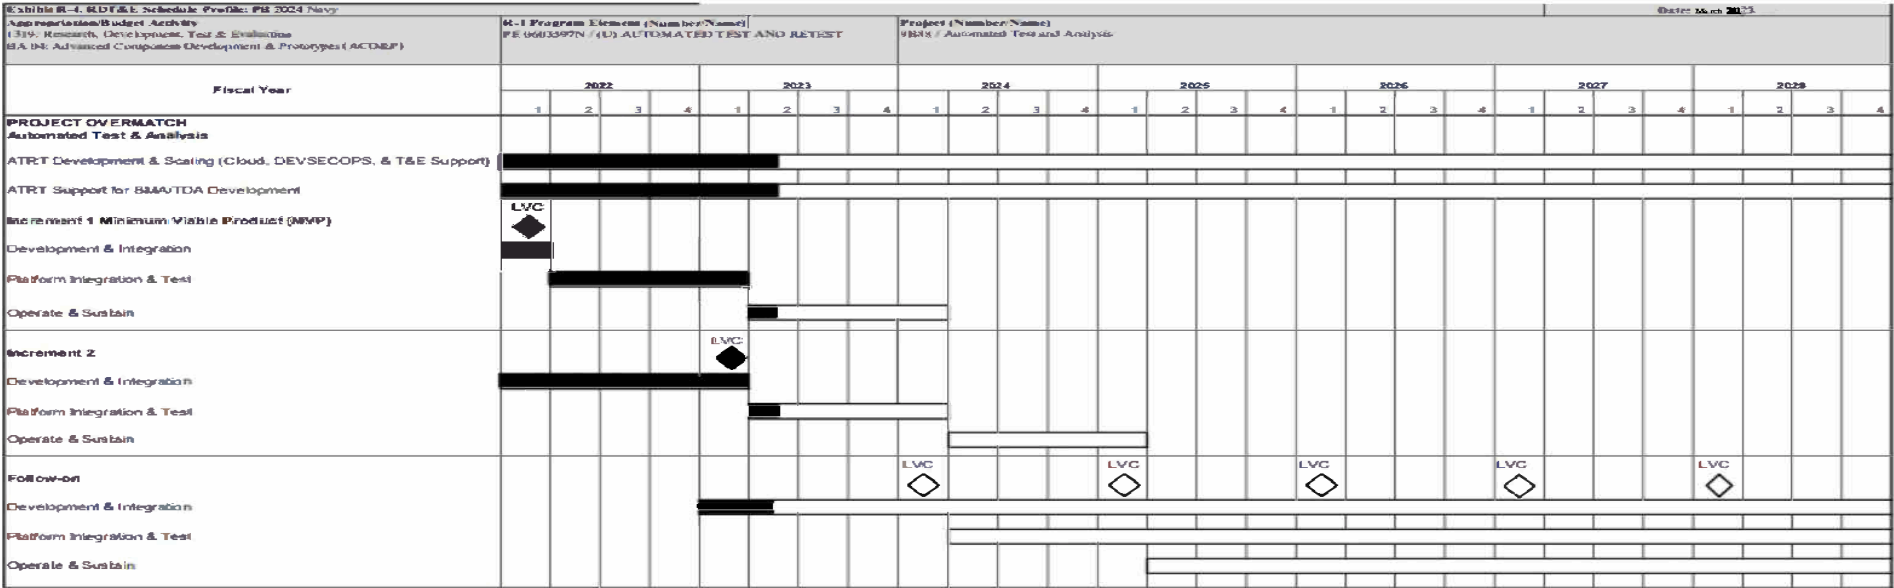 Exhibit R-4, RDT&E Schedule Profile: PB 2024 Navy
Date: March 2023
Appropriation/Budget Activity
1319: Research, Development, Test & Evaluation
BA 04: Advanced Component Development & Prototypes (ACD&P)
R-1 Program Element (Number/Name)
PE 0603597N / (U) AUTOMATED TEST AND RETEST
Project (Number/Name)
/ Automated Test and Analysis
Fiscal Year
2022 2023 2024 2025 2026 2027 2028
1 2 3 4 1 2 3 4 1 2 3 4 1 2 3 4 1 2 3 4 1 2 3 4 1 2 3 4
PROJECT OVERMATCH
Automated Test & Analysis
ATRT Development & Scaling (Cloud, DEVSECOPS, & T&E Support)
ATRT Support for BMA/TDA Development
LVC
Increment 1 Minimum Viable Product (MVP)
Development & Integration
Platform Integration & Test
Operate & Sustain
LVC
Increment 2
Development & Integration
Platform Integration & Test
Operate & Sustain
LVC LVC LVC LVC LVC
Follow-on
Development & Integration
Platform Integration & Test
Operate & Sustain